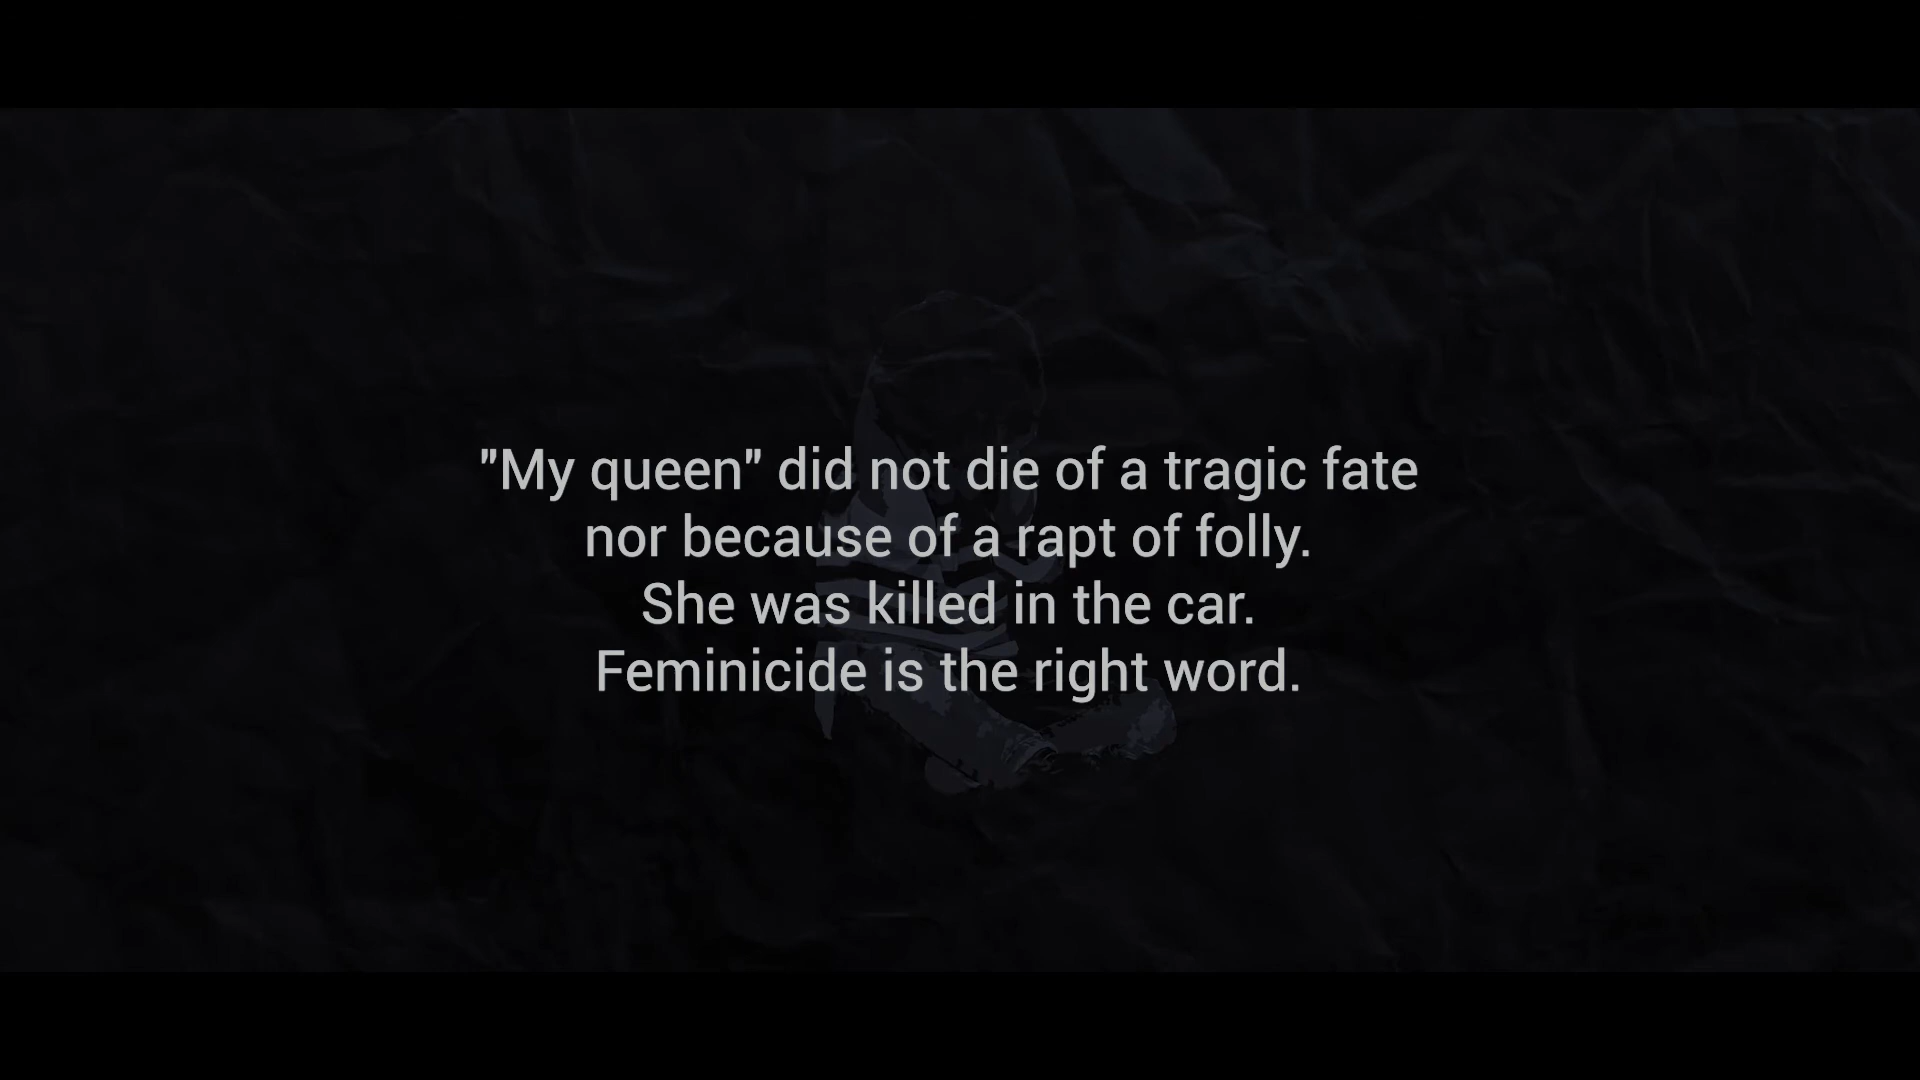 "My queen" did not die of a tragic fate
nor because of a rapt of folly.
She was killed in the car.
Feminicide is the right word.